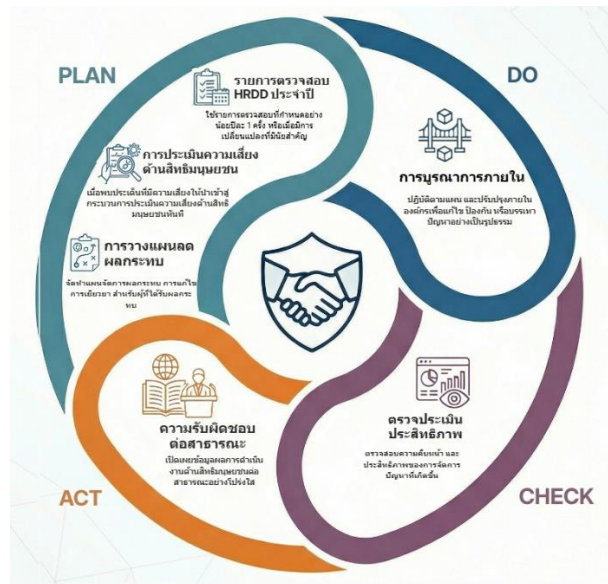 PLAN
รายการตรวจสอบ
HRDD ประจำปี
ใช้รายการตรวจสอบที่กำหนดอย่าง
น้อยปีละ 1 ครั้ง หรือเมื่อมีการ
เปลี่ยนแปลงที่มีนัยสำคัญ
การประเมินความเสี่ยง
ด้านสิทธิมนุษยชน
เมื่อพบประเด็นที่มีความเสี่ยงให้นำเข้าสู่
กระบวนการประเมินความเสี่ยงด้านสิทธิ
มนุษยชนทันที
การวางแผนลด
ผลกระทบ
จัดทำแผนจัดการผลกระทบ การแก้ไข
การเยียวยา สำหรับผู้ที่ได้รับผลกระ
ทบ
DO
การบูรณาการภายใน
ปฏิบัติตามแผน และปรับปรุงภายใน
องค์กรเพื่อแก้ไข ป้องกัน หรือบรรเทา
ปัญหาอย่างเป็นรูปธรรม
CHECK
ตรวจประเมิน
ประสิทธิภาพ
ตรวจสอบความคืบหน้า และ
ประสิทธิภาพของการจัดการ
ปัญหาที่เกิดขึ้น
ACT
ความรับผิดชอบ
ต่อสาธารณะ
เปิดเผยข้อมูลผลการดำเนิน
งานด้านสิทธิมนุษยชนต่อ
สาธารณะอย่างโปร่งใส